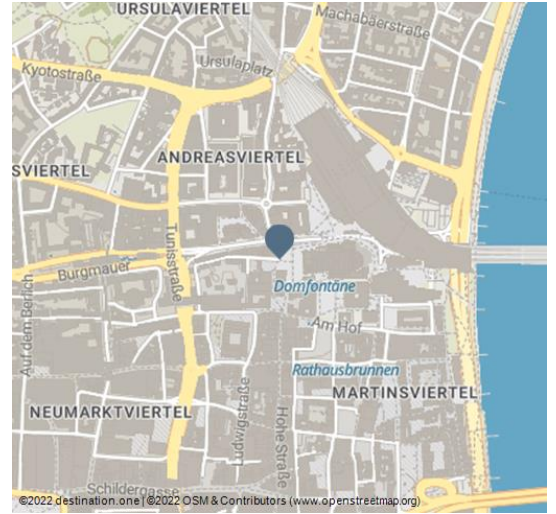 URSULAVIERTEL
Machabäerstraße
Kyotostraße
Ursulaplatz
ANDREASVIERTEL
SVIERTEL
Tunisstraße
Burgmauer
Domfontäne
Auf dem Berlich
Am Hof
Rathausbrunnen
MARTINSVIERTEL
NEUMARKTVIERTEL
Ludwigstraße
Hohe Straße
Schildergasse
©2022 destination.one | ©2022 OSM & Contributors (www.openstreetmap.org)